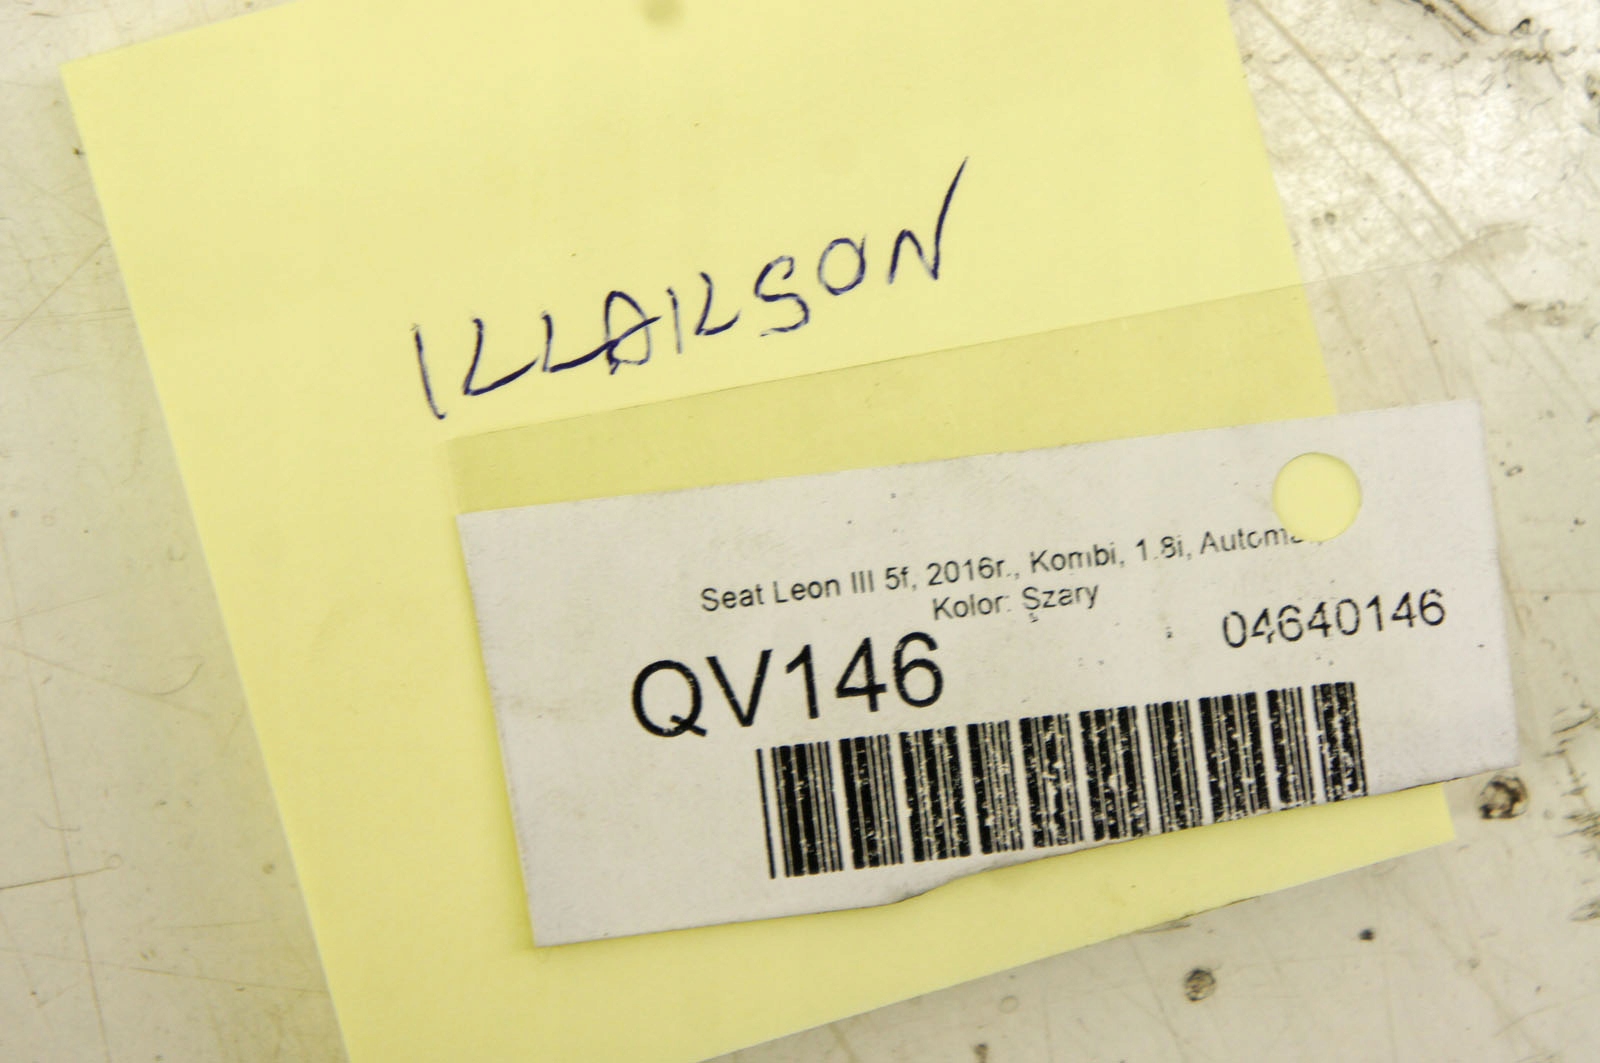 ILLAILSON
Seat Leon III 5f, 2016r., Kombi, 1.8i,
Kolor: Szary
QV146
04640146